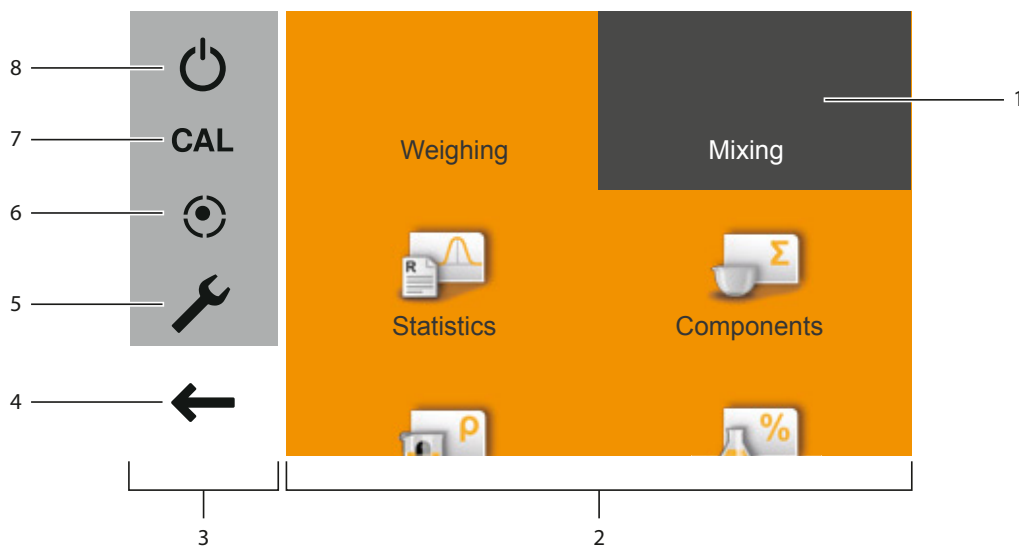 8
1
7
CAL
Weighing
Mixing
6
Σ
R
5
Statistics
Components
4
ρ
%
3
2